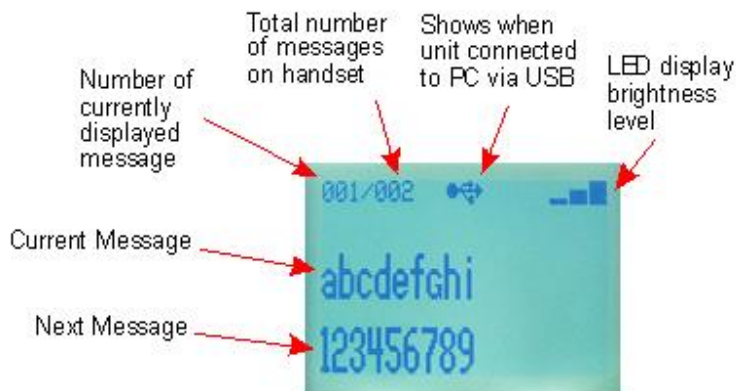 Total number
of messages
on handset
Shows when
unit connected
to PC via USB
LED display
brightness
level
Number of
currently
displayed
message
001/002
Current Message
abcdefghi
Next Message
123456789